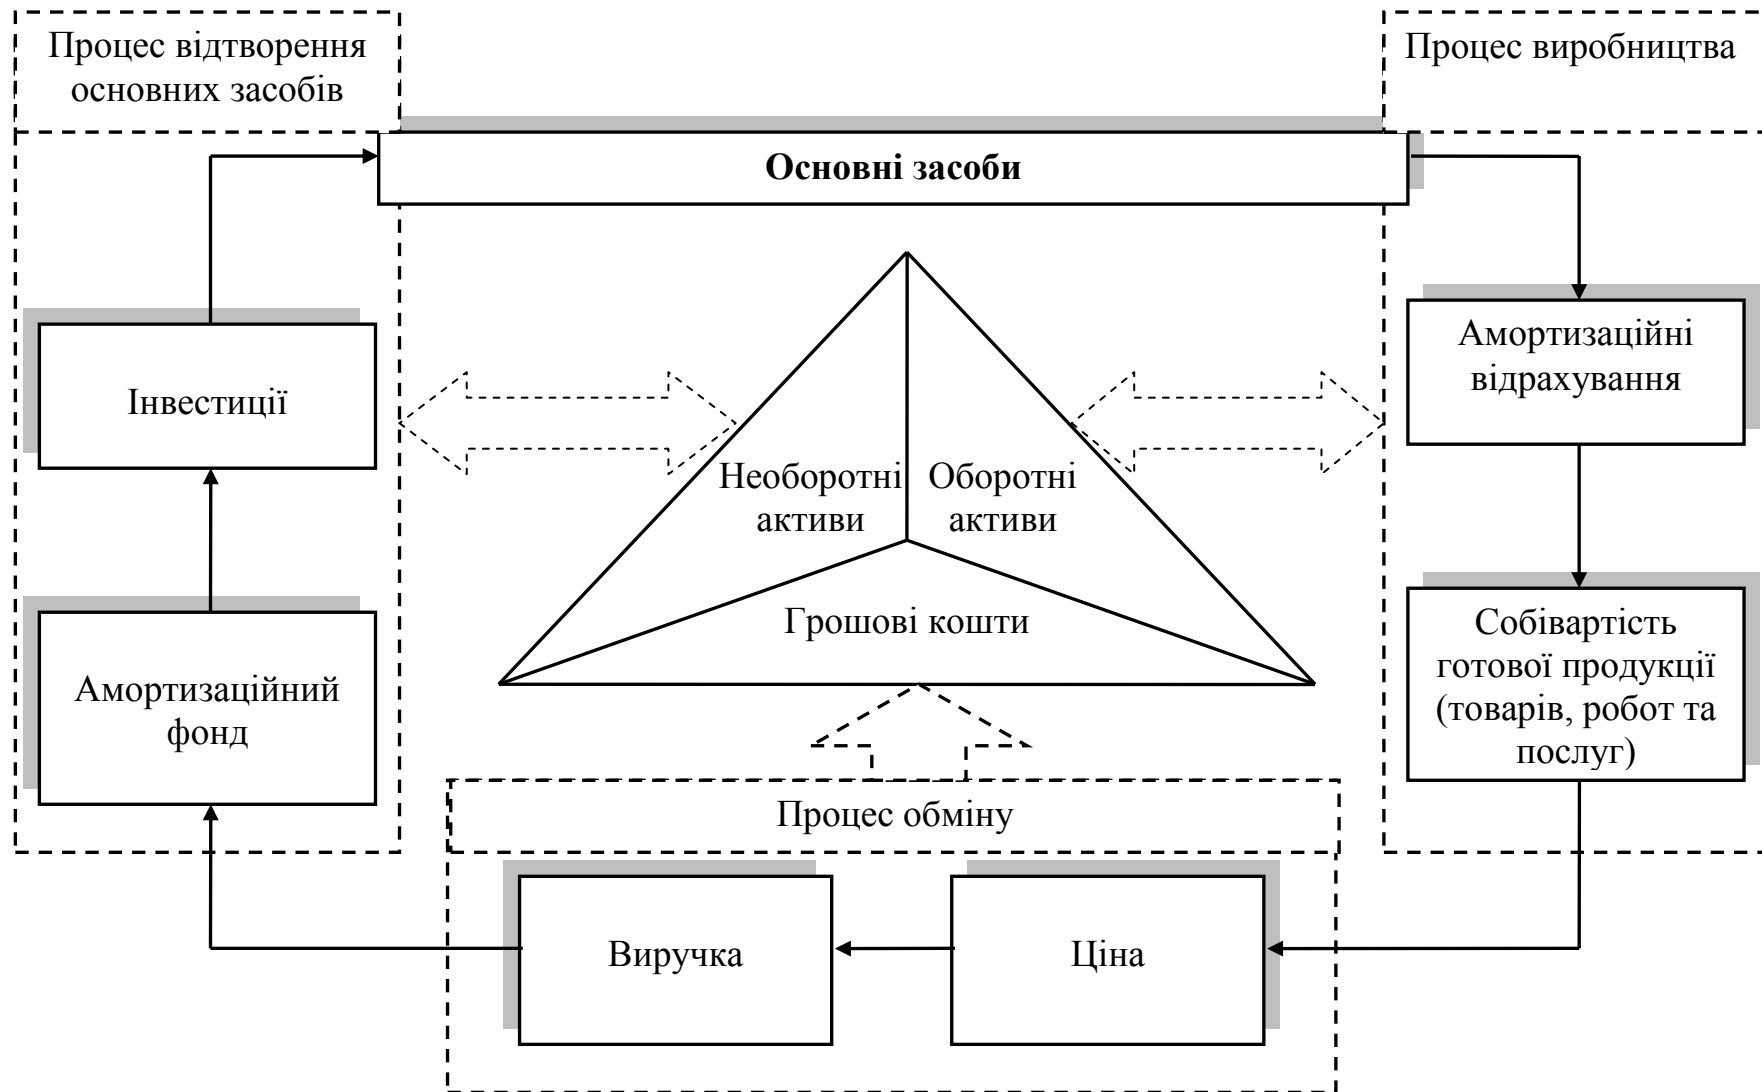 Процес відтворення
основних засобів
Процес виробництва
Основні засоби
Інвестиції
Амортизаційні
відрахування
Необоротні
активи
Оборотні
активи
Грошові кошти
Амортизаційний
фонд
Собівартість
готової продукції
(товарів, робот та
послуг)
Процес обміну
Виручка
Ціна